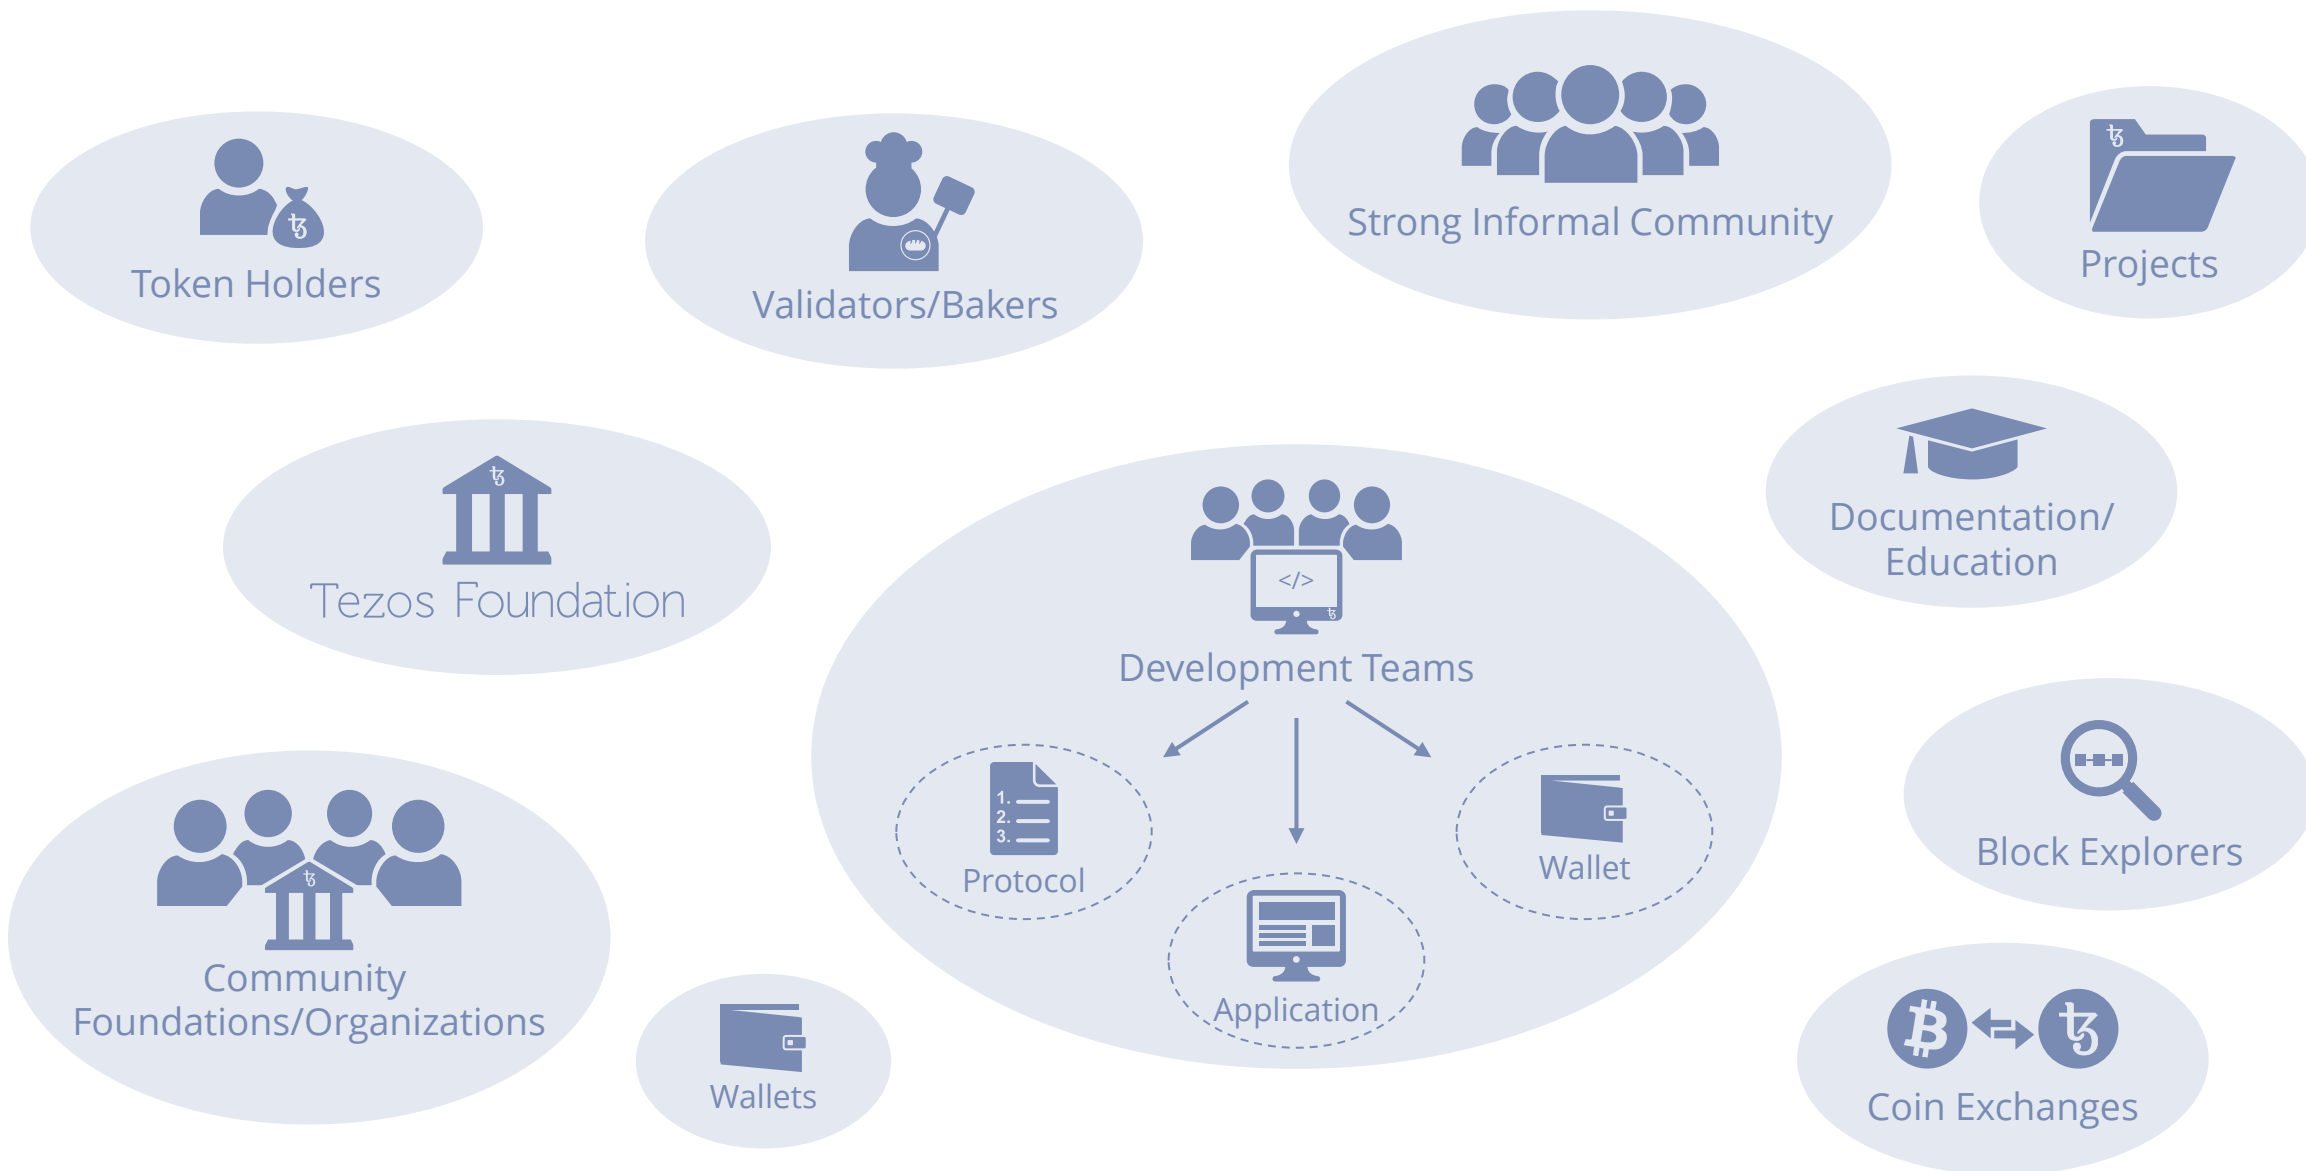 Token Holders
Validators/Bakers
Strong Informal Community
Projects
Tezos Foundation
</>
Development Teams
Documentation/
Education
1.
2.
3.
Protocol
Application
Wallet
Block Explorers
Community
Foundations/Organizations
Wallets
Coin Exchanges